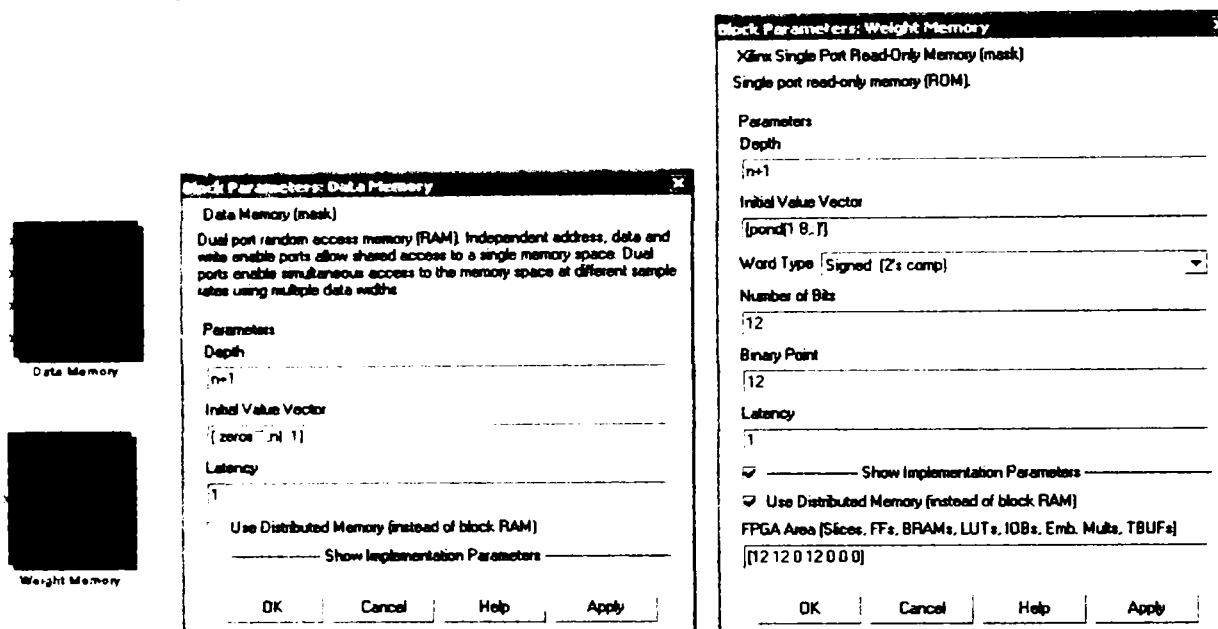 Data Memory
Weight Memory
Block Parameters: Data Memory
Data Memory (mask)
Dual port random access memory (RAM). Independent address, data and
write enable ports allow shared access to a single memory space. Dual
ports enable simultaneous access to the memory space at different sample
rates using multiple data widths
Parameters
Depth
n+1
Initial Value Vector
Latency
1
Use Distributed Memory (instead of block RAM)
Show Implementation Parameters
OK Cancel Help Apply
Block Parameters: Weight Memory
Xilinx Single Port Read-Only Memory (mask)
Single port read-only memory (ROM).
Parameters
Depth
n+1
Initial Value Vector
Word Type Signed (2's comp)
Number of Bits
12
Binary Point
12
Latency
1
Show Implementation Parameters
Use Distributed Memory (instead of block RAM)
FPGA Area [Slices, FFs, BRAMs, LUTs, IOBs, Emb. Mults, TBUFs]
[12 12 0 12 0 0 0]
OK Cancel Help Apply